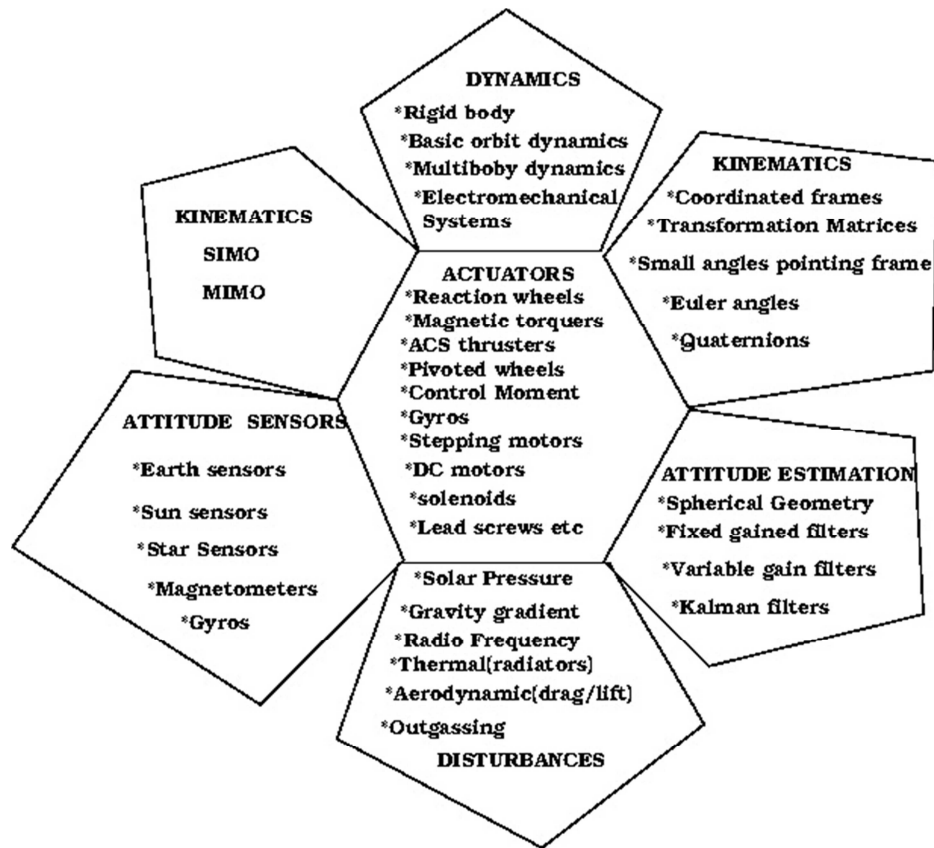 DYNAMICS
*Rigid body
*Basic orbit dynamics
*Multiboby dynamics
*Electromechanical
Systems
KINEMATICS
*Coordinated frames
*Transformation Matrices
*Small angles pointing frame
*Euler angles
*Quaternions
KINEMATICS
SIMO
MIMO
ACTUATORS
*Reaction wheels
*Magnetic torquers
*ACS thrusters
*Pivoted wheels
*Control Moment
*Gyros
*Stepping motors
*DC motors
*solenoids
*Lead screws etc
ATTITUDE SENSORS
*Earth sensors
*Sun sensors
*Star Sensors
*Magnetometers
*Gyros
ATTITUDE ESTIMATION
*Spherical Geometry
*Fixed gained filters
*Variable gain filters
*Kalman filters
*Solar Pressure
*Gravity gradient
*Radio Frequency
*Thermal(radiators)
*Aerodynamic(drag/lift)
*Outgassing
DISTURBANCES